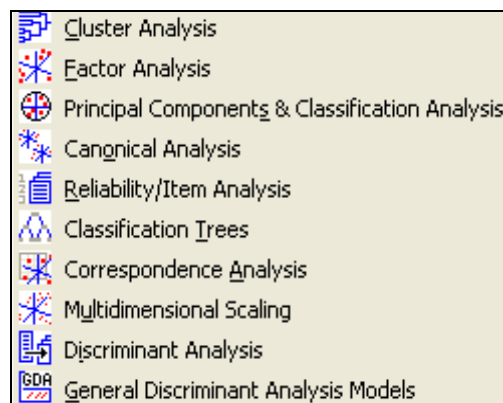 Cluster Analysis
Factor Analysis
Principal Components & Classification Analysis
Canonical Analysis
Reliability/Item Analysis
Classification Trees
Correspondence Analysis
Multidimensional Scaling
Discriminant Analysis
GDA General Discriminant Analysis Models